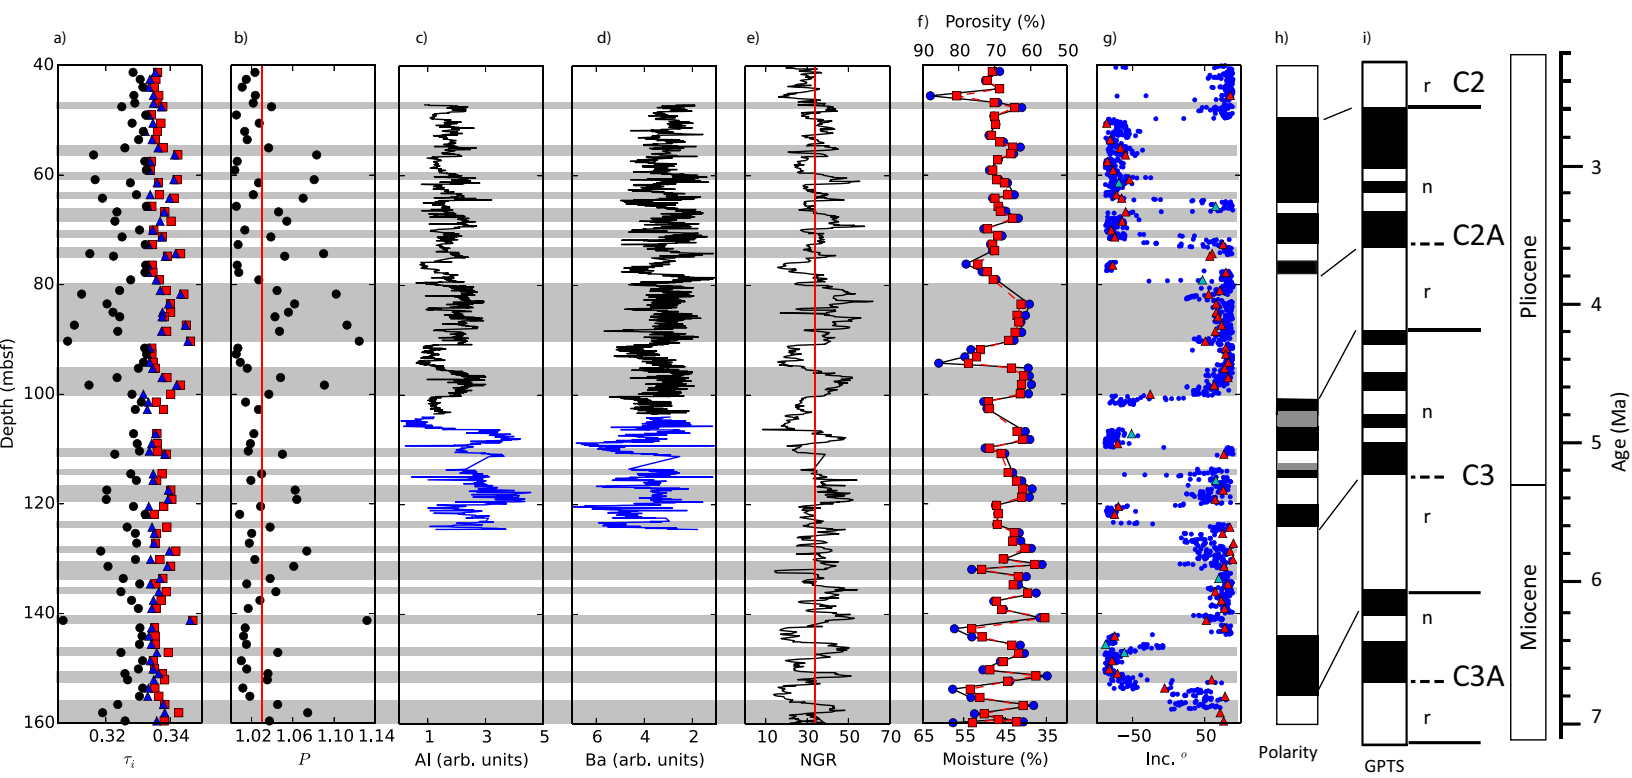 a) b) c) d) e) f) Porosity (%) g) h) i)
90 80 70 60 50
40 60 80 100 120 140 160
Depth (mbsf)
0.32 0.34
τi
1.02 1.06 1.10 1.14
P
1 3 5
Al (arb. units)
6 4 2
Ba (arb. units)
10 30 50 70
NGR
65 55 45 35
Moisture (%)
−50 50
Inc. °
Polarity
GPTS
r C2
n
C2A
r
n
C3
r
n
C3A
r
Pliocene
Miocene
3 4 5 6 7
Age (Ma)